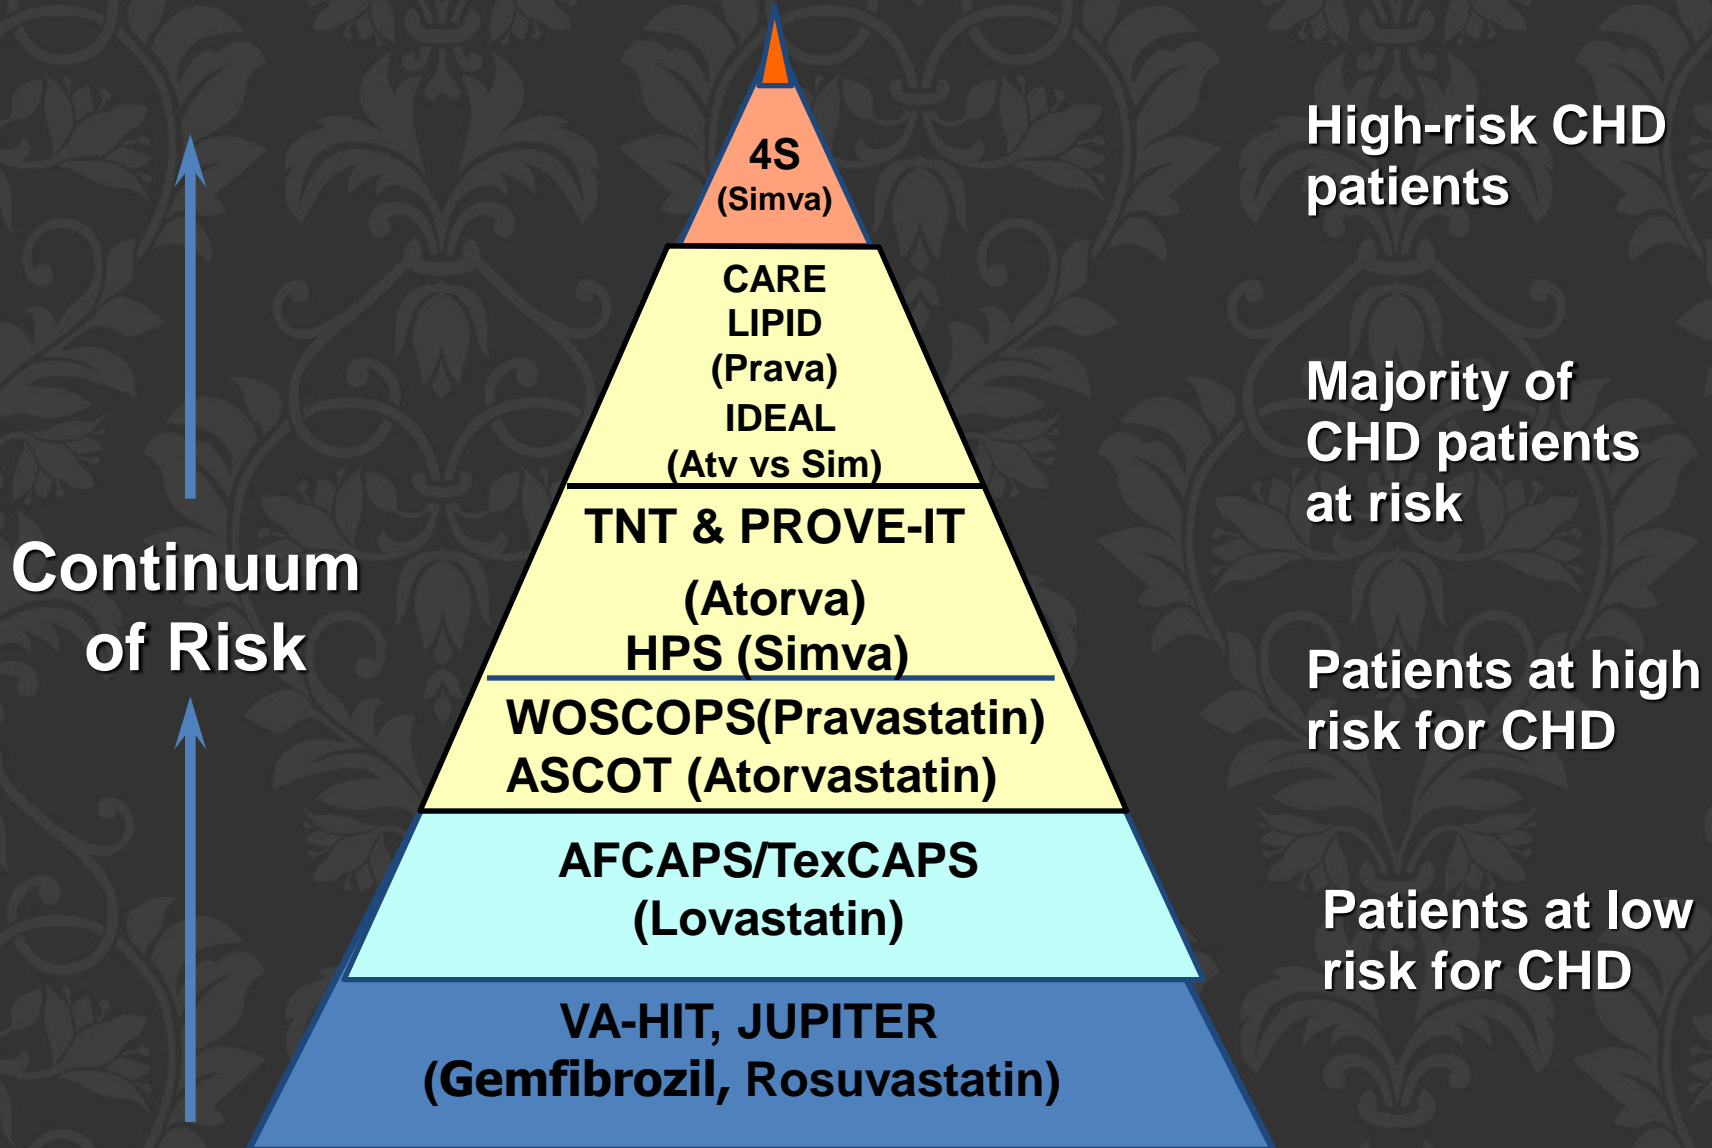 4S
(Simva)
CARE
LIPID
(Prava)
IDEAL
(Atv vs Sim)
TNT & PROVE-IT
(Atorva)
HPS (Simva)
WOSCOPS(Pravastatin)
ASCOT (Atorvastatin)
AFCAPS/TexCAPS
(Lovastatin)
VA-HIT, JUPITER
(Gemfibrozil, Rosuvastatin)
Continuum
of Risk
High-risk CHD
patients
Majority of
CHD patients
at risk
Patients at high
risk for CHD
Patients at low
risk for CHD